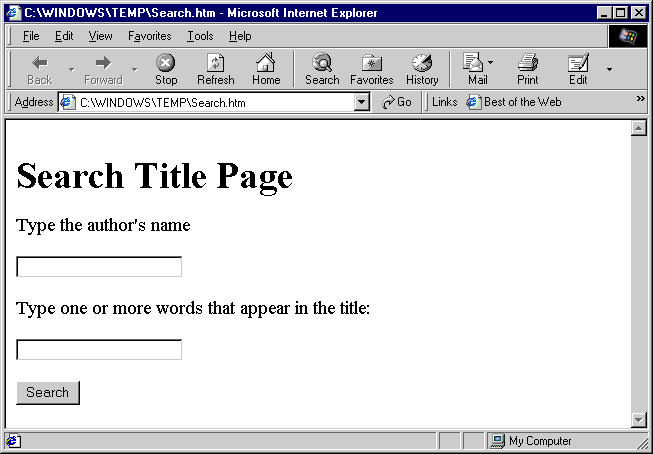 C:\WINDOWS\TEMP\Search.htm - Microsoft Internet Explorer
File Edit View Favorites Tools Help
Back Forward Stop Refresh Home Search Favorites History Mail Print Edit
Address C:\WINDOWS\TEMP\Search.htm Go Links Best of the Web »
Search Title Page
Type the author's name
Type one or more words that appear in the title:
Search
My Computer